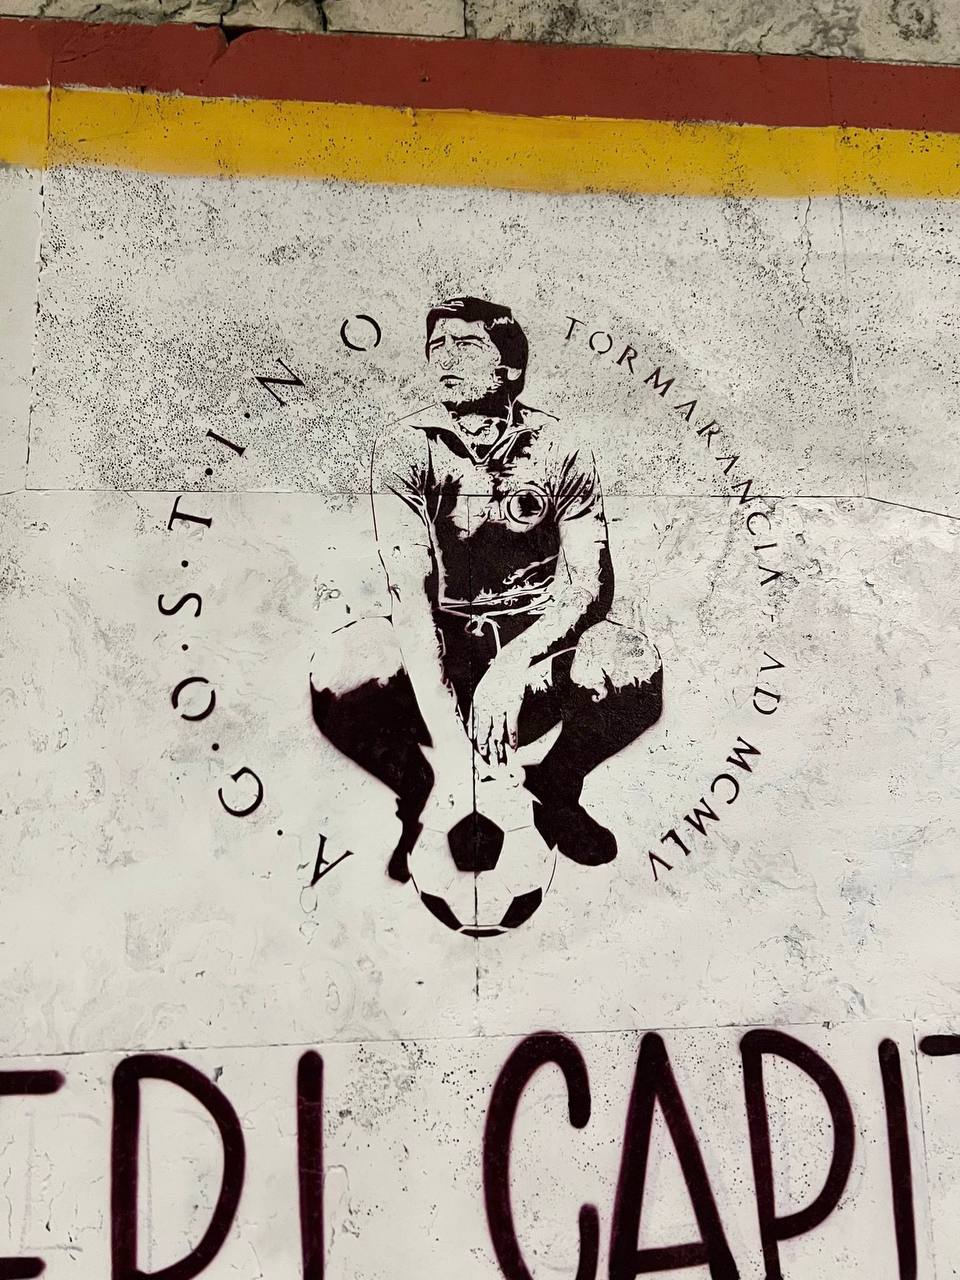 A·G·O·S·T·I·N·O
TORMARANCIA - AD MCMLV
EDI CAPI